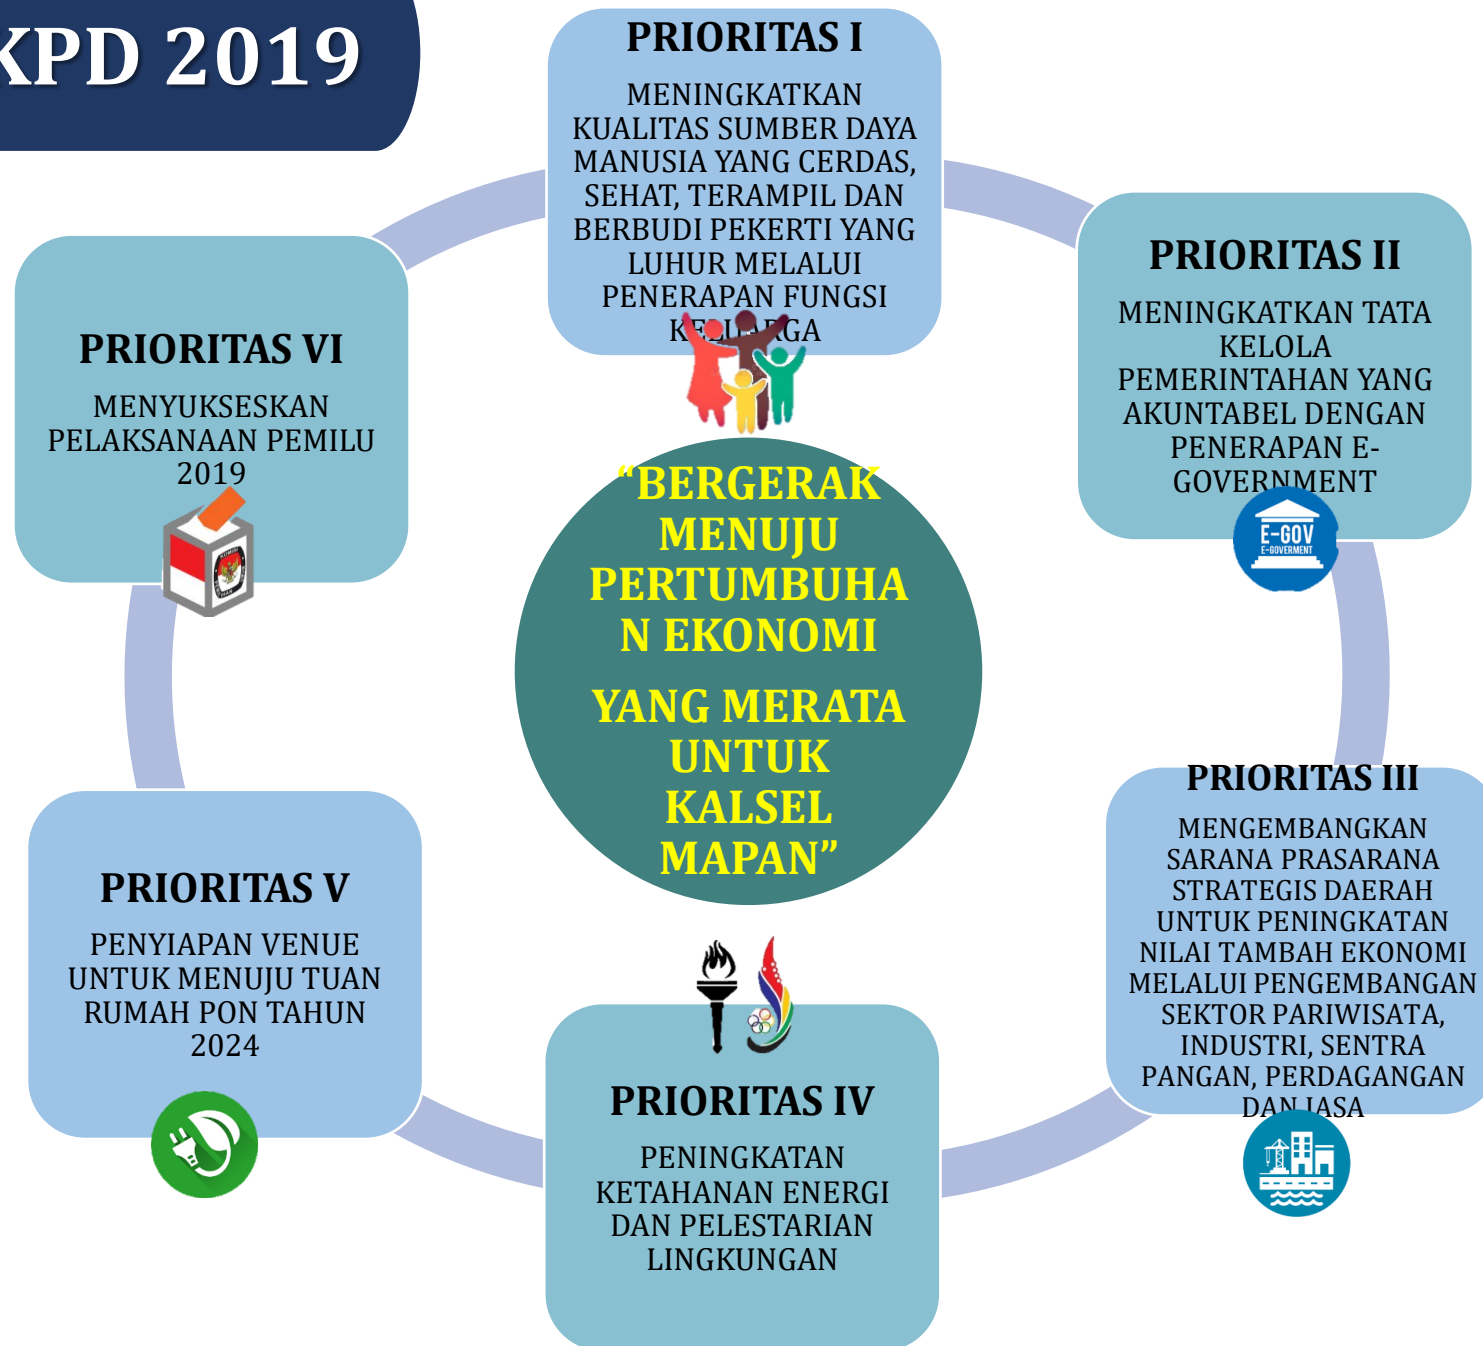 KPD 2019
PRIORITAS I
MENINGKATKAN
KUALITAS SUMBER DAYA
MANUSIA YANG CERDAS,
SEHAT, TERAMPIL DAN
BERBUDI PEKERTI YANG
LUHUR MELALUI
PENERAPAN FUNGSI
KELUARGA
PRIORITAS II
MENINGKATKAN TATA
KELOLA
PEMERINTAHAN YANG
AKUNTABEL DENGAN
PENERAPAN E-
GOVERNMENT
E-GOV
E-GOVERMENT
PRIORITAS III
MENGEMBANGKAN
SARANA PRASARANA
STRATEGIS DAERAH
UNTUK PENINGKATAN
NILAI TAMBAH EKONOMI
MELALUI PENGEMBANGAN
SEKTOR PARIWISATA,
INDUSTRI, SENTRA
PANGAN, PERDAGANGAN
DAN JASA
PRIORITAS IV
PENINGKATAN
KETAHANAN ENERGI
DAN PELESTARIAN
LINGKUNGAN
PRIORITAS V
PENYIAPAN VENUE
UNTUK MENUJU TUAN
RUMAH PON TAHUN
2024
PRIORITAS VI
MENYUKSESKAN
PELAKSANAAN PEMILU
2019
“BERGERAK
MENUJU
PERTUMBUHA
N EKONOMI
YANG MERATA
UNTUK
KALSEL
MAPAN”